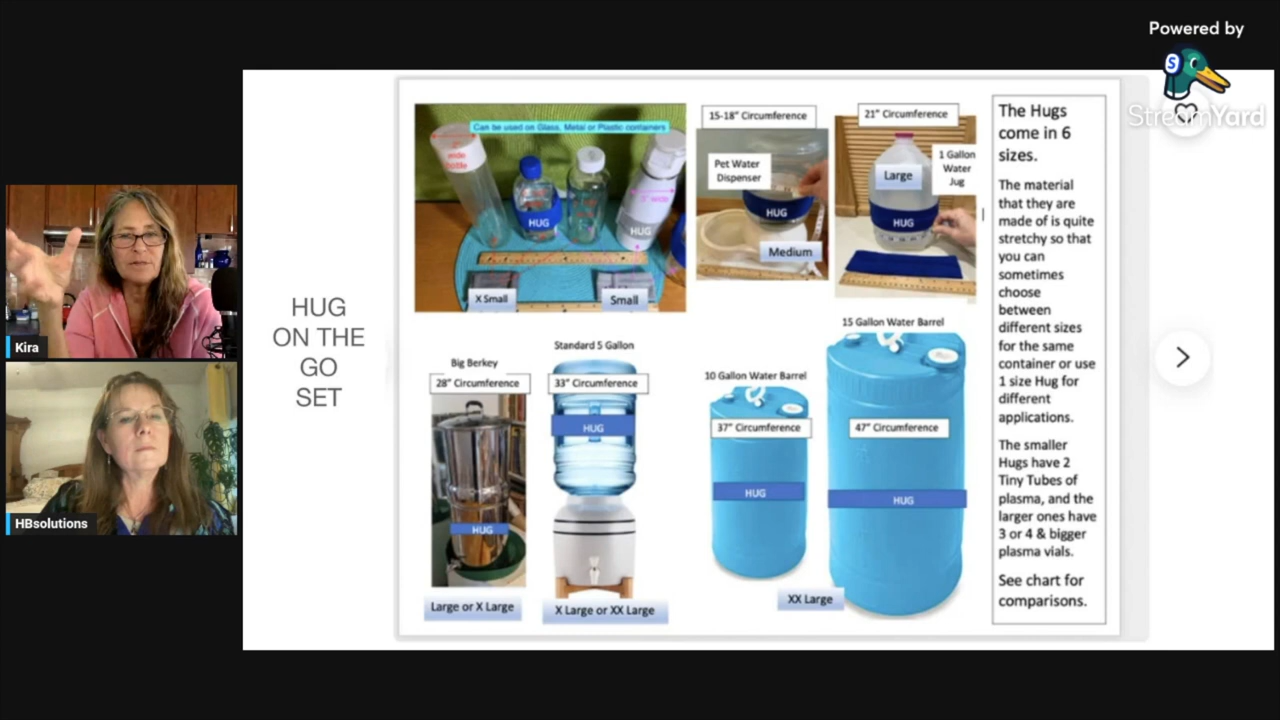 Powered by
StreamYard
S
Kira
HBsolutions
HUG
ON THE
GO
SET
Can be used on Glass, Metal or Plastic containers
wide
bottle
HUG
3" wide
HUG
X Small
Small
15-18" Circumference
Pet Water
Dispenser
HUG
Medium
21" Circumference
1 Gallon
Water
Jug
Large
HUG
Big Berkey
28" Circumference
HUG
Large or X Large
Standard 5 Gallon
33" Circumference
HUG
X Large or XX Large
10 Gallon Water Barrel
37" Circumference
HUG
15 Gallon Water Barrel
47" Circumference
HUG
XX Large
The Hugs
come in 6
sizes.
The material
that they are
made of is quite
stretchy so that
you can
sometimes
choose
between
different sizes
for the same
container or use
1 size Hug for
different
applications.
The smaller
Hugs have 2
Tiny Tubes of
plasma, and the
larger ones have
3 or 4 & bigger
plasma vials.
See chart for
comparisons.